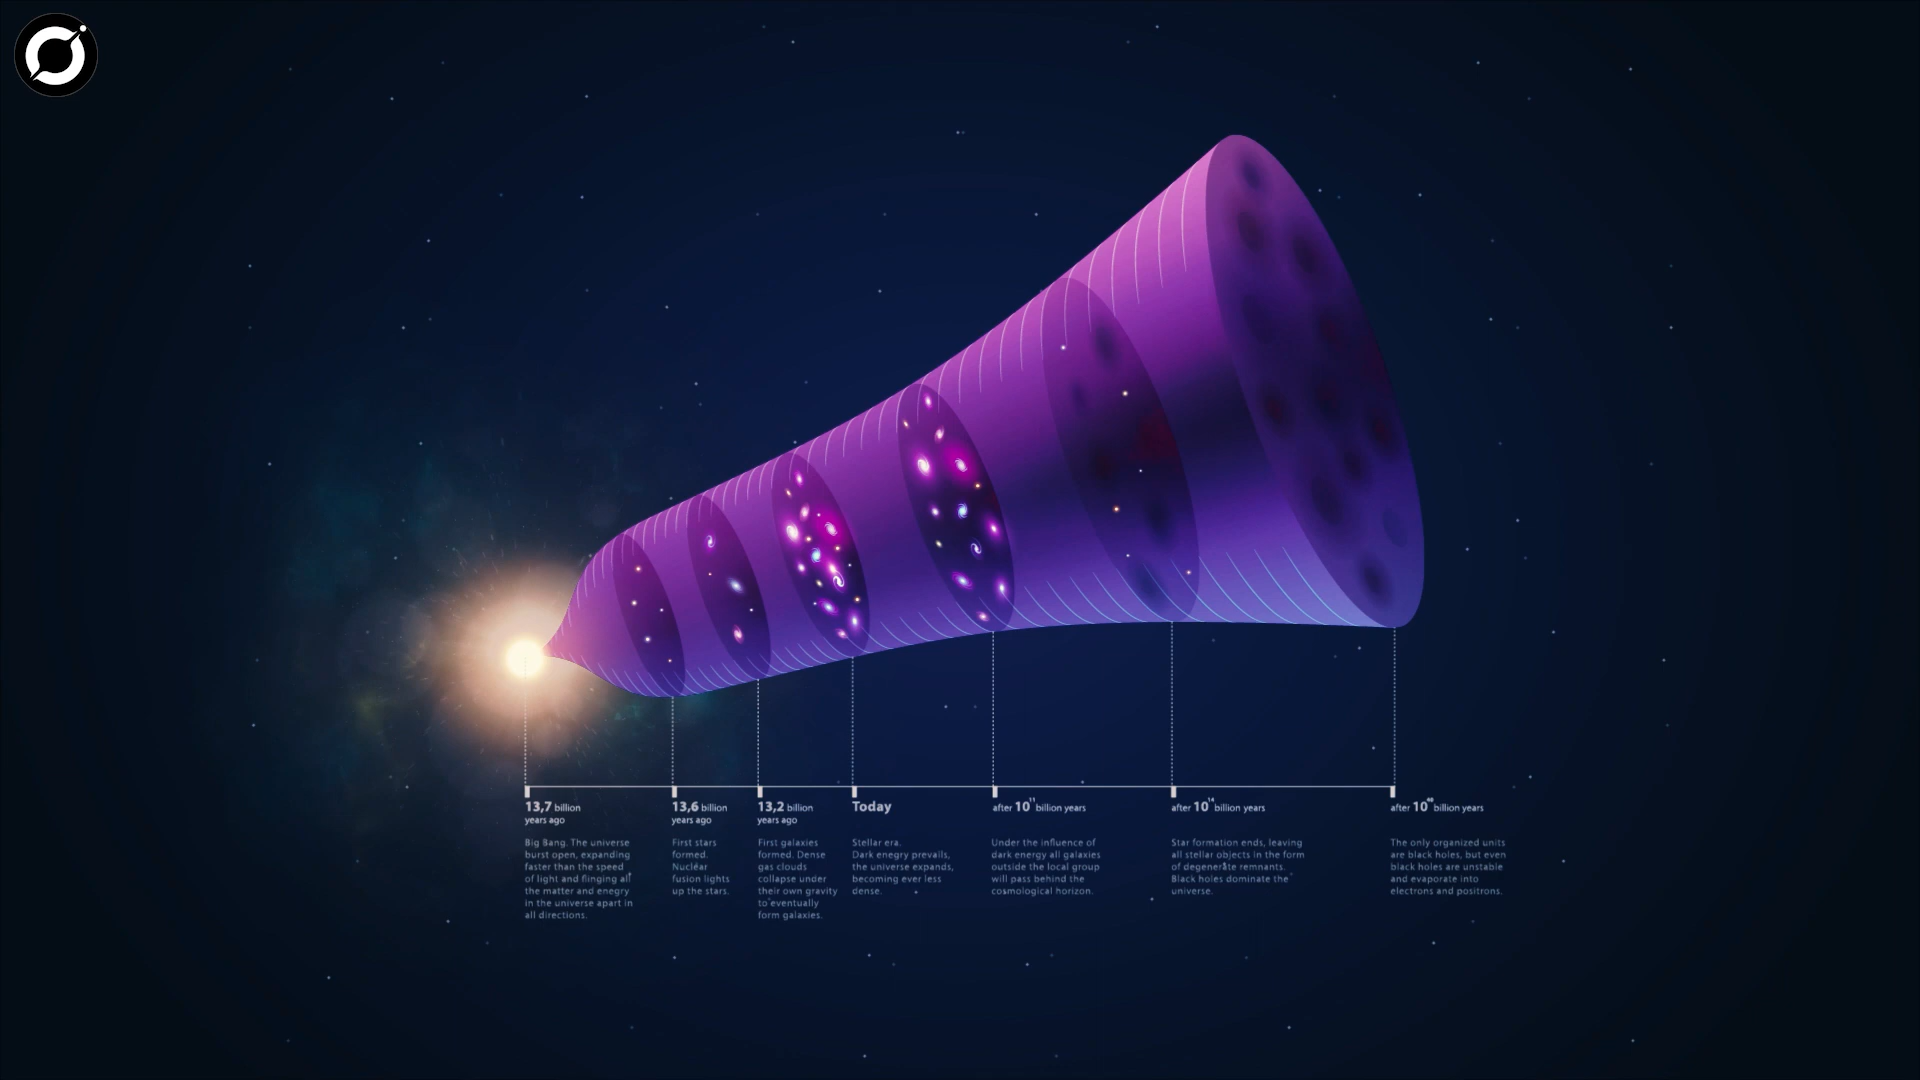 13,7 billion
years ago
Big Bang. The universe
burst open, expanding
faster than the speed
of light and flinging all
the matter and enegry
in the universe apart in
all directions.
13,6 billion
years ago
First stars
formed.
Nuclear
fusion lights
up the stars.
13,2 billion
years ago
First galaxies
formed. Dense
gas clouds
collapse under
their own gravity
to eventually
form galaxies.
Today
Stellar era.
Dark enegry prevails,
the universe expands,
becoming ever less
dense.
after 10¹¹ billion years
Under the influence of
dark energy all galaxies
outside the local group
will pass behind the
cosmological horizon.
after 10¹⁴ billion years
Star formation ends, leaving
all stellar objects in the form
of degenerate remnants.
Black holes dominate the
universe.
after 10⁴⁰ billion years
The only organized units
are black holes, but even
black holes are unstable
and evaporate into
electrons and positrons.